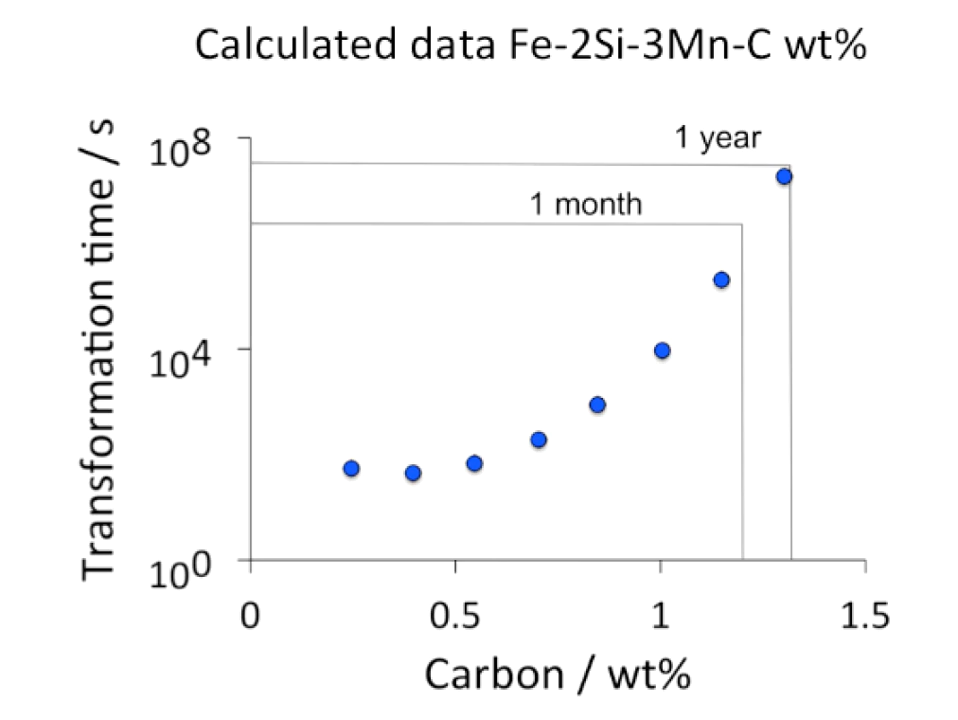 Calculated data Fe-2Si-3Mn-C wt%
Transformation time / s
10⁸
1 year
1 month
10⁴
10⁰
0 0.5 1 1.5
Carbon / wt%